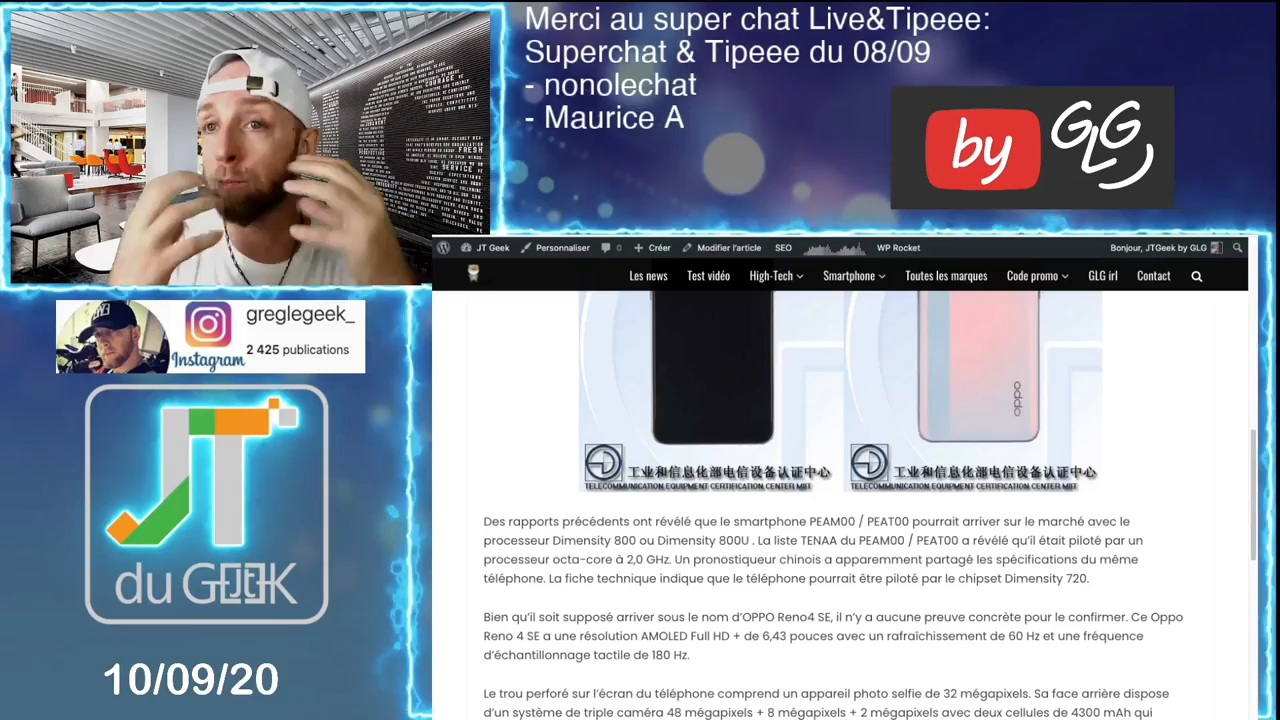 Merci au super chat Live&Tipeee:
Superchat & Tipeee du 08/09
- nonolechat
- Maurice A
by GLG
COURAGE
JUDGMENT
FRESH
PERSPECTIVE
SERVICE
INTEGRITY
greglegeek_
Instagram
2 425 publications
JT
du GEEK
10/09/20
JT Geek Personnaliser 0 Créer Modifier l'article SEO WP Rocket Bonjour, JTGeek by GLG
Les news Test vidéo High-Tech Smartphone Toutes les marques Code promo GLG irl Contact
oppo
工业和信息化部电信设备认证中心 工业和信息化部电信设备认证中心
TELECOMMUNICATION EQUIPMENT CERTIFICATION CENTER MIIT TELECOMMUNICATION EQUIPMENT CERTIFICATION CENTER MIIT
Des rapports précédents ont révélé que le smartphone PEAM00 / PEAT00 pourrait arriver sur le marché avec le
processeur Dimensity 800 ou Dimensity 800U . La liste TENAA du PEAM00 / PEAT00 a révélé qu'il était piloté par un
processeur octa-core à 2,0 GHz. Un pronostiqueur chinois a apparemment partagé les spécifications du même
téléphone. La fiche technique indique que le téléphone pourrait être piloté par le chipset Dimensity 720.
Bien qu'il soit supposé arriver sous le nom d'OPPO Reno4 SE, il n'y a aucune preuve concrète pour le confirmer. Ce Oppo
Reno 4 SE a une résolution AMOLED Full HD + de 6,43 pouces avec un rafraîchissement de 60 Hz et une fréquence
d'échantillonnage tactile de 180 Hz.
Le trou perforé sur l'écran du téléphone comprend un appareil photo selfie de 32 mégapixels. Sa face arrière dispose
d'un système de triple caméra 48 mégapixels + 8 mégapixels + 2 mégapixels avec deux cellules de 4300 mAh qui